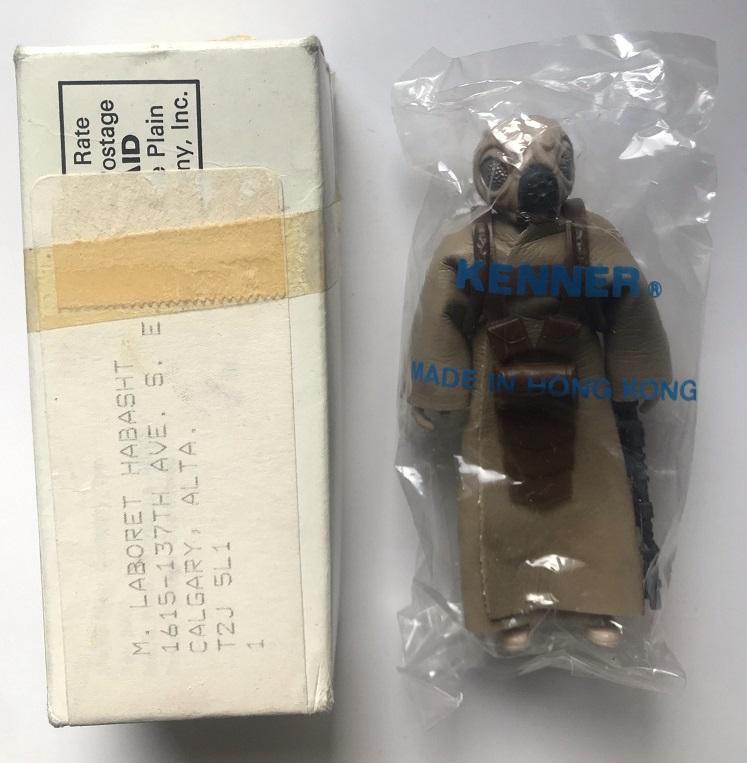 Rate
ostage
AID
e Plain
ny, Inc.
M. LABORET HABASHT
1615-137TH AVE. S. E
CALGARY, ALTA.
T2J 5L1
1
KENNER®
MADE IN HONG KONG